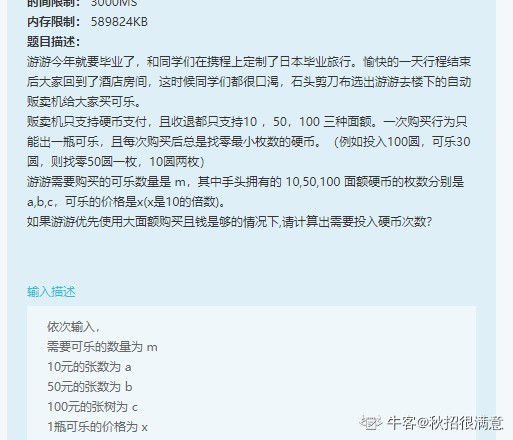 时间限制： 3000MS
内存限制： 589824KB
题目描述：
游游今年就要毕业了，和同学们在携程上定制了日本毕业旅行。愉快的一天行程结束
后大家回到了酒店房间，这时候同学们都很口渴，石头剪刀布选出游游去楼下的自动
贩卖机给大家买可乐。
贩卖机只支持硬币支付，且收退都只支持10 ，50，100 三种面额。一次购买行为只
能出一瓶可乐，且每次购买后总是找零最小枚数的硬币。（例如投入100圆，可乐30
圆，则找零50圆一枚，10圆两枚）
游游需要购买的可乐数量是 m，其中手头拥有的 10,50,100 面额硬币的枚数分别是
a,b,c，可乐的价格是x(x是10的倍数)。
如果游游优先使用大面额购买且钱是够的情况下,请计算出需要投入硬币次数？
输入描述
依次输入，
需要可乐的数量为 m
10元的张数为 a
50元的张数为 b
100元的张树为 c
1瓶可乐的价格为 x
牛客@秋招很满意